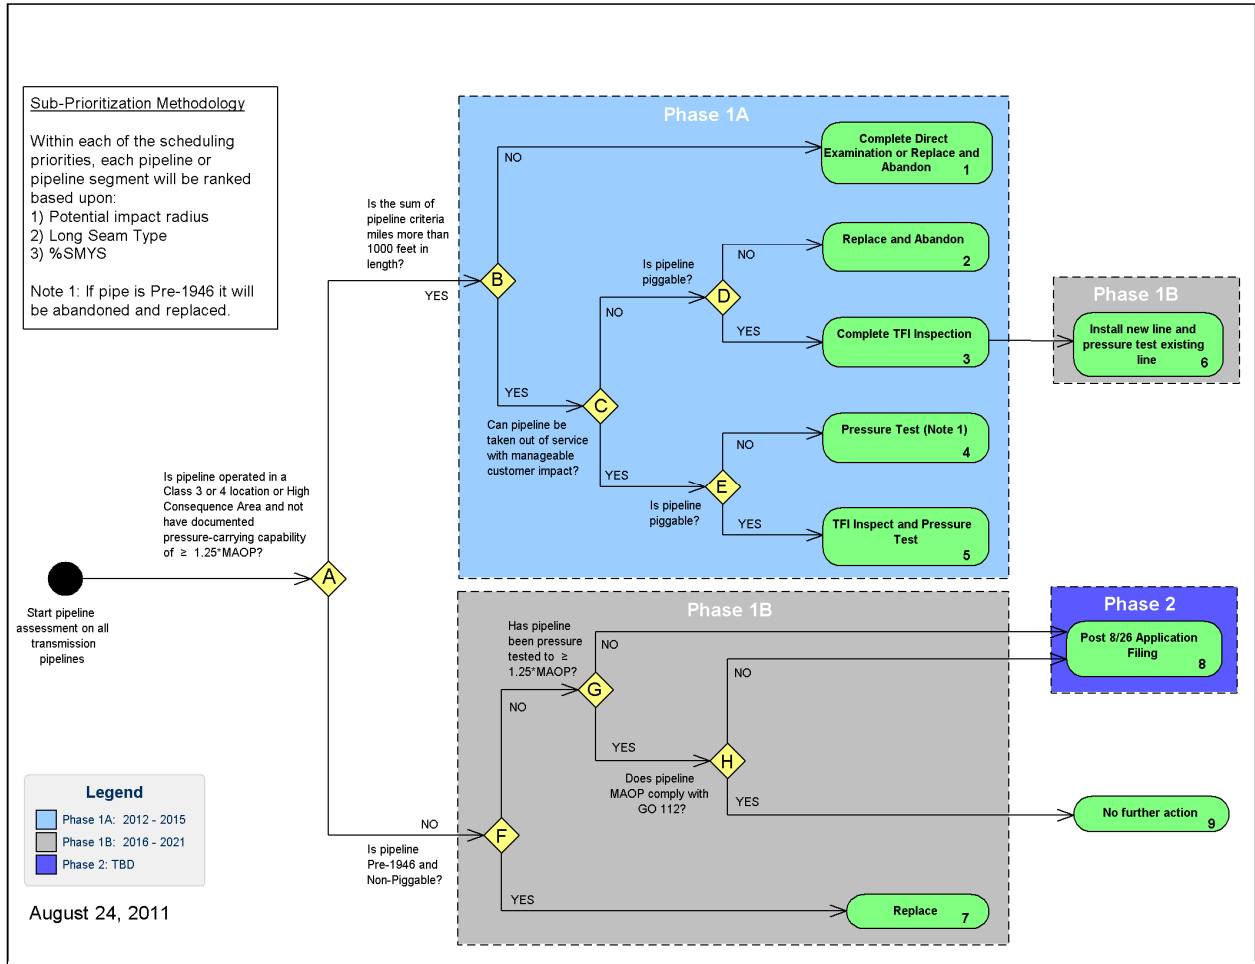 Sub-Prioritization Methodology
Within each of the scheduling
priorities, each pipeline or
pipeline segment will be ranked
based upon:
1) Potential impact radius
2) Long Seam Type
3) %SMYS
Note 1: If pipe is Pre-1946 it will
be abandoned and replaced.
Start pipeline
assessment on all
transmission
pipelines
Is pipeline operated in a
Class 3 or 4 location or High
Consequence Area and not
have documented
pressure-carrying capability
of ≥ 1.25*MAOP?
A
YES
NO
Phase 1A
Is the sum of
pipeline criteria
miles more than
1000 feet in
length?
B
NO
Complete Direct
Examination or Replace and
Abandon
1
YES
C
Can pipeline be
taken out of service
with manageable
customer impact?
NO
Is pipeline
piggable?
D
NO
Replace and Abandon
2
YES
Complete TFI Inspection
3
Phase 1B
Install new line and
pressure test existing
line
6
YES
Is pipeline
piggable?
E
NO
Pressure Test (Note 1)
4
YES
TFI Inspect and Pressure
Test
5
Phase 1B
Is pipeline
Pre-1946 and
Non-Piggable?
F
NO
Has pipeline
been pressure
tested to ≥
1.25*MAOP?
G
NO
Phase 2
Post 8/26 Application
Filing
8
YES
Does pipeline
MAOP comply with
GO 112?
H
NO
YES
No further action
9
YES
Replace
7
Legend
Phase 1A: 2012 - 2015
Phase 1B: 2016 - 2021
Phase 2: TBD
August 24, 2011